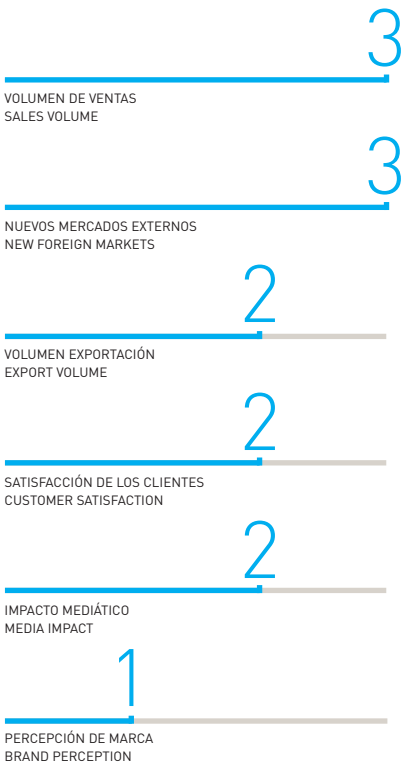 3
VOLUMEN DE VENTAS
SALES VOLUME
3
NUEVOS MERCADOS EXTERNOS
NEW FOREIGN MARKETS
2
VOLUMEN EXPORTACIÓN
EXPORT VOLUME
2
SATISFACCIÓN DE LOS CLIENTES
CUSTOMER SATISFACTION
2
IMPACTO MEDIÁTICO
MEDIA IMPACT
1
PERCEPCIÓN DE MARCA
BRAND PERCEPTION